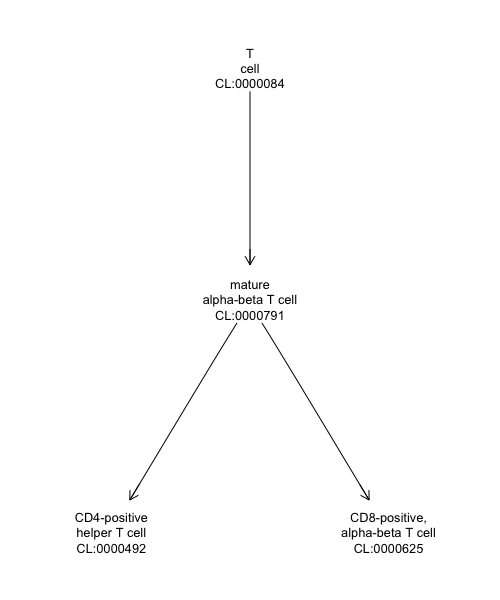 T
cell
CL:0000084
mature
alpha-beta T cell
CL:0000791
CD4-positive
helper T cell
CL:0000492
CD8-positive,
alpha-beta T cell
CL:0000625